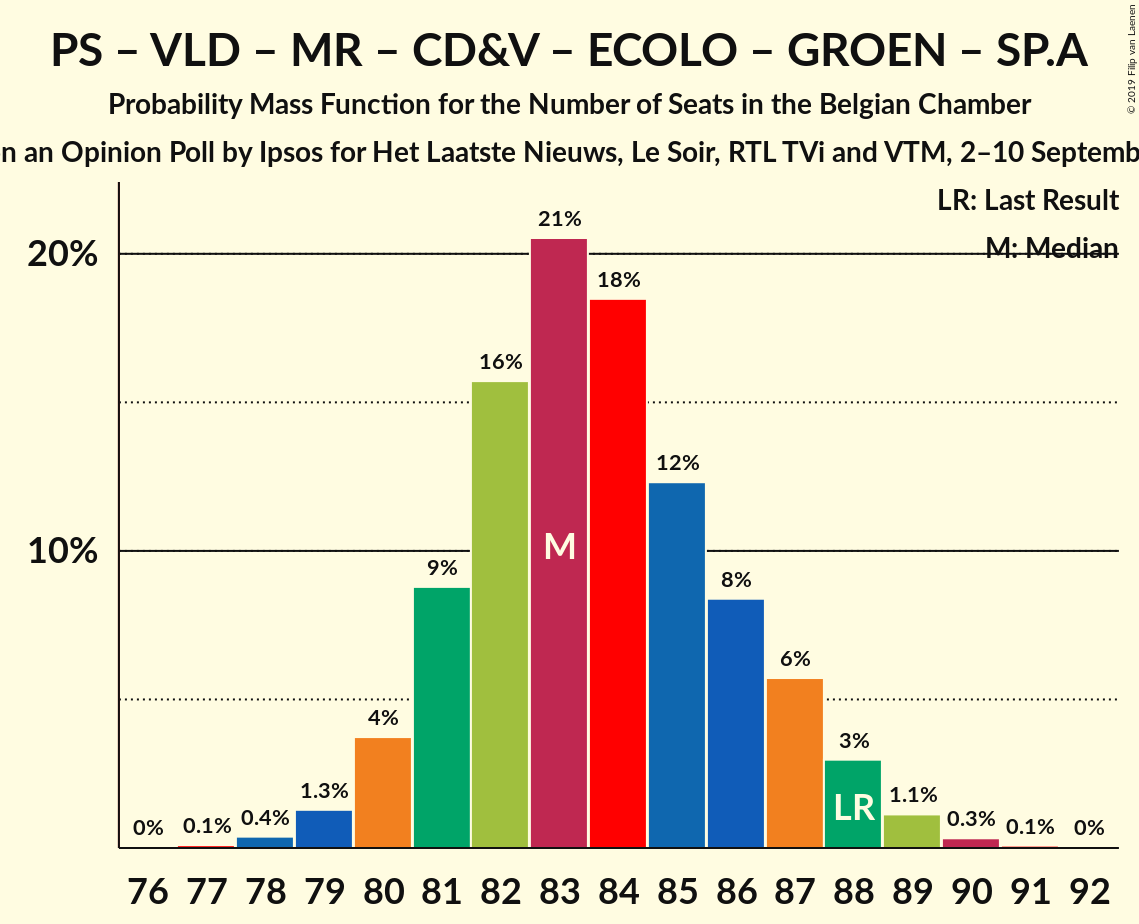 PS – VLD – MR – CD&V – ECOLO – GROEN – SP.A
© 2019 Filip van Laenen
Probability Mass Function for the Number of Seats in the Belgian Chamber
n an Opinion Poll by Ipsos for Het Laatste Nieuws, Le Soir, RTL TVi and VTM, 2–10 Septemb
LR: Last Result
M: Median
20%
10%
0% 0.1% 0.4% 1.3% 4% 9% 16% 21% 18% 12% 8% 6% 3% 1.1% 0.3% 0.1% 0%
M
LR
76 77 78 79 80 81 82 83 84 85 86 87 88 89 90 91 92